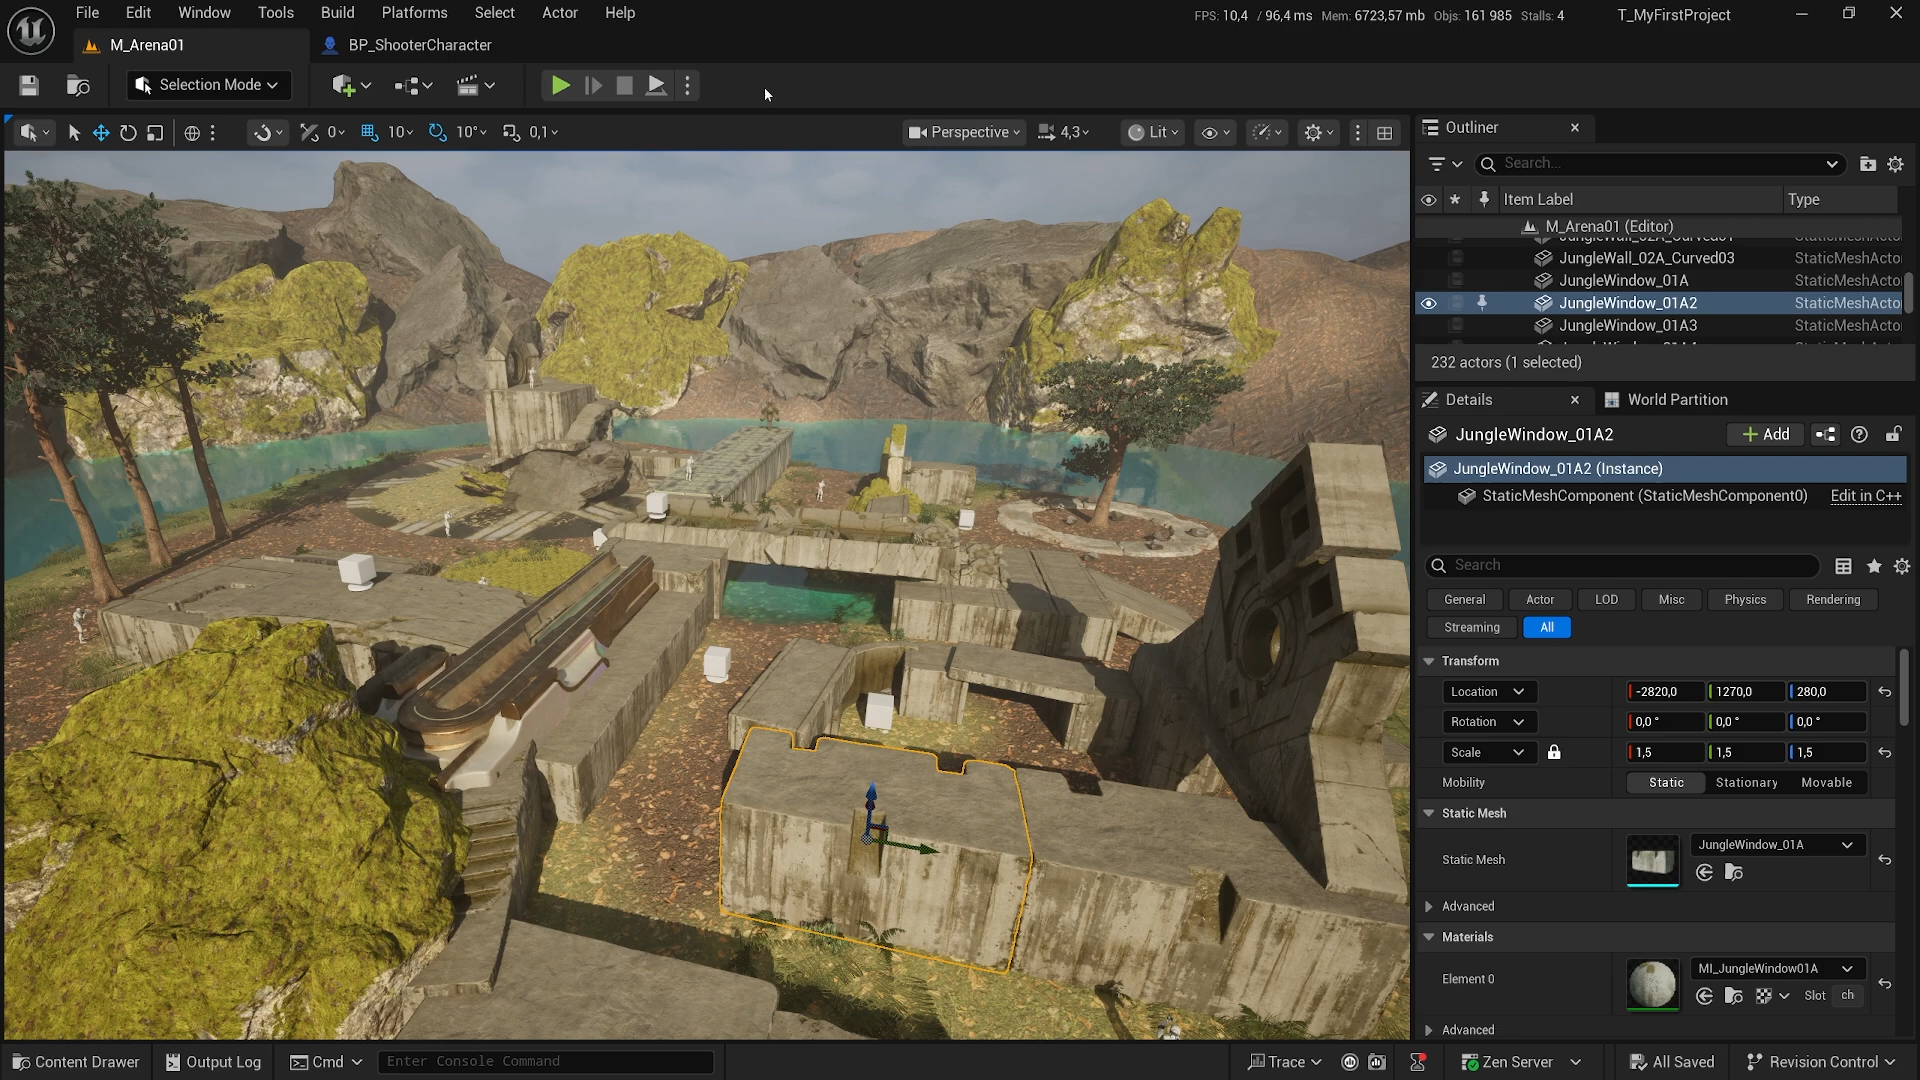 File Edit Window Tools Build Platforms Select Actor Help
FPS: 10,4 / 96,4 ms Mem: 6723,57 mb Objs: 161 985 Stalls: 4
T_MyFirstProject
M_Arena01
BP_ShooterCharacter
Selection Mode
0 10 10° 0,1
Perspective 4,3 Lit
Outliner
Search...
Item Label Type
M_Arena01 (Editor)
JungleWall_02A_Curved03 StaticMeshActo
JungleWindow_01A StaticMeshActo
JungleWindow_01A2 StaticMeshActo
JungleWindow_01A3 StaticMeshActo
232 actors (1 selected)
Details
World Partition
JungleWindow_01A2
Add
JungleWindow_01A2 (Instance)
StaticMeshComponent (StaticMeshComponent0) Edit in C++
Search
General Actor LOD Misc Physics Rendering
Streaming All
Transform
Location -2820,0 1270,0 280,0
Rotation 0,0 ° 0,0 ° 0,0 °
Scale 1,5 1,5 1,5
Mobility Static Stationary Movable
Static Mesh
Static Mesh JungleWindow_01A
Advanced
Materials
Element 0 MI_JungleWindow01A
Slot ch
Advanced
Content Drawer Output Log Cmd Enter Console Command
Trace Zen Server All Saved Revision Control